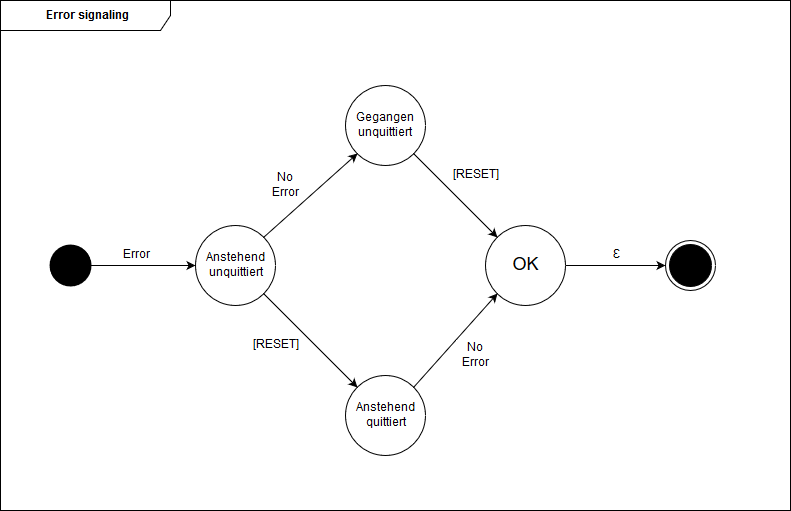 Error signaling
Gegangen
unquittiert
No
Error
[RESET]
Error
Anstehend
unquittiert
OK
ε
[RESET]
No
Error
Anstehend
quittiert